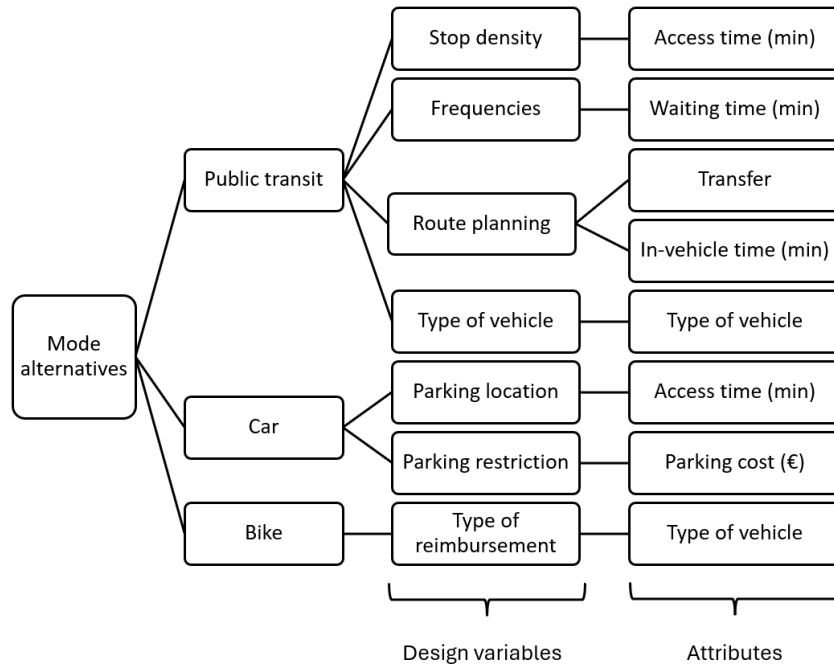 Stop density
Access time (min)
Frequencies
Waiting time (min)
Public transit
Transfer
Route planning
In-vehicle time (min)
Type of vehicle
Type of vehicle
Mode
alternatives
Parking location
Access time (min)
Car
Parking restriction
Parking cost (€)
Bike
Type of
reimbursement
Type of vehicle
Design variables
Attributes